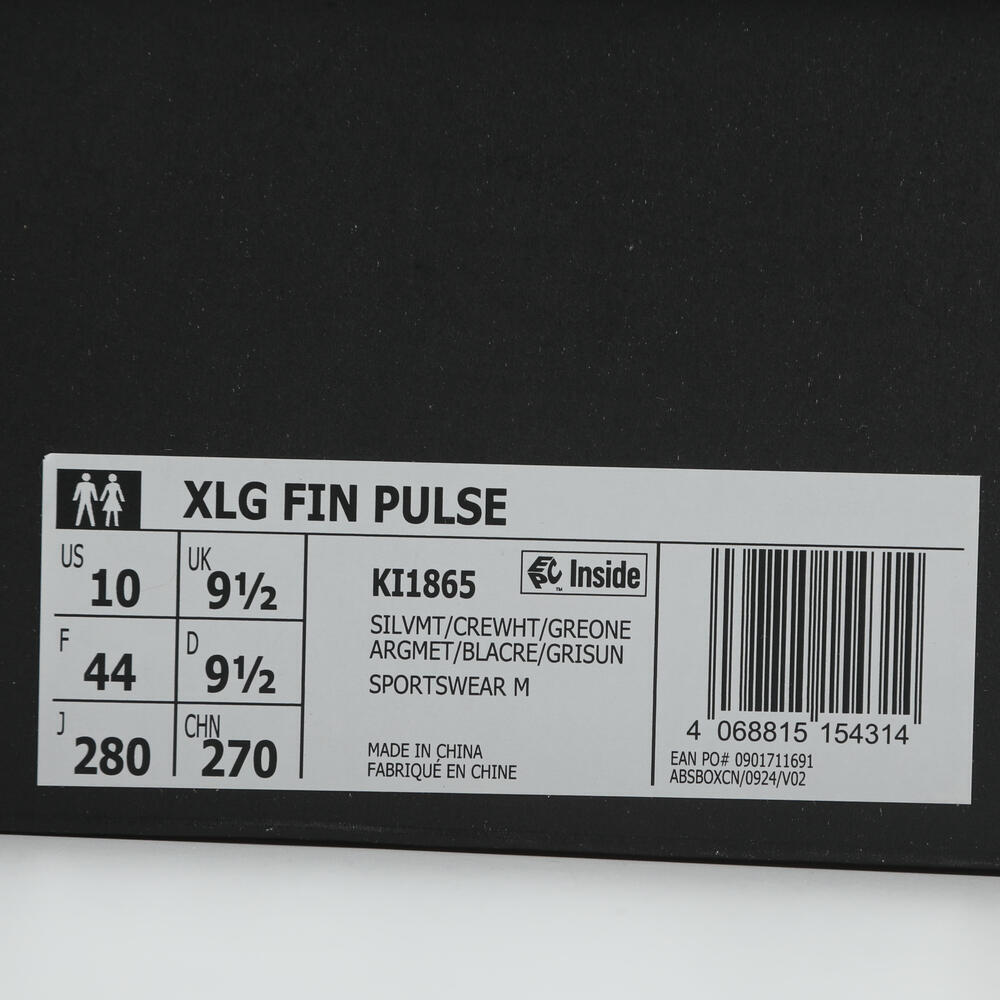 XLG FIN PULSE
US 10 UK 9½
F 44 D 9½
J 280 CHN 270
KI1865
EPC Inside
™
SILVMT/CREWHT/GREONE
ARGMET/BLACRE/GRISUN
SPORTSWEAR M
MADE IN CHINA
FABRIQUÉ EN CHINE
4 068815 154314
EAN PO# 0901711691
ABSBOXCN/0924/V02